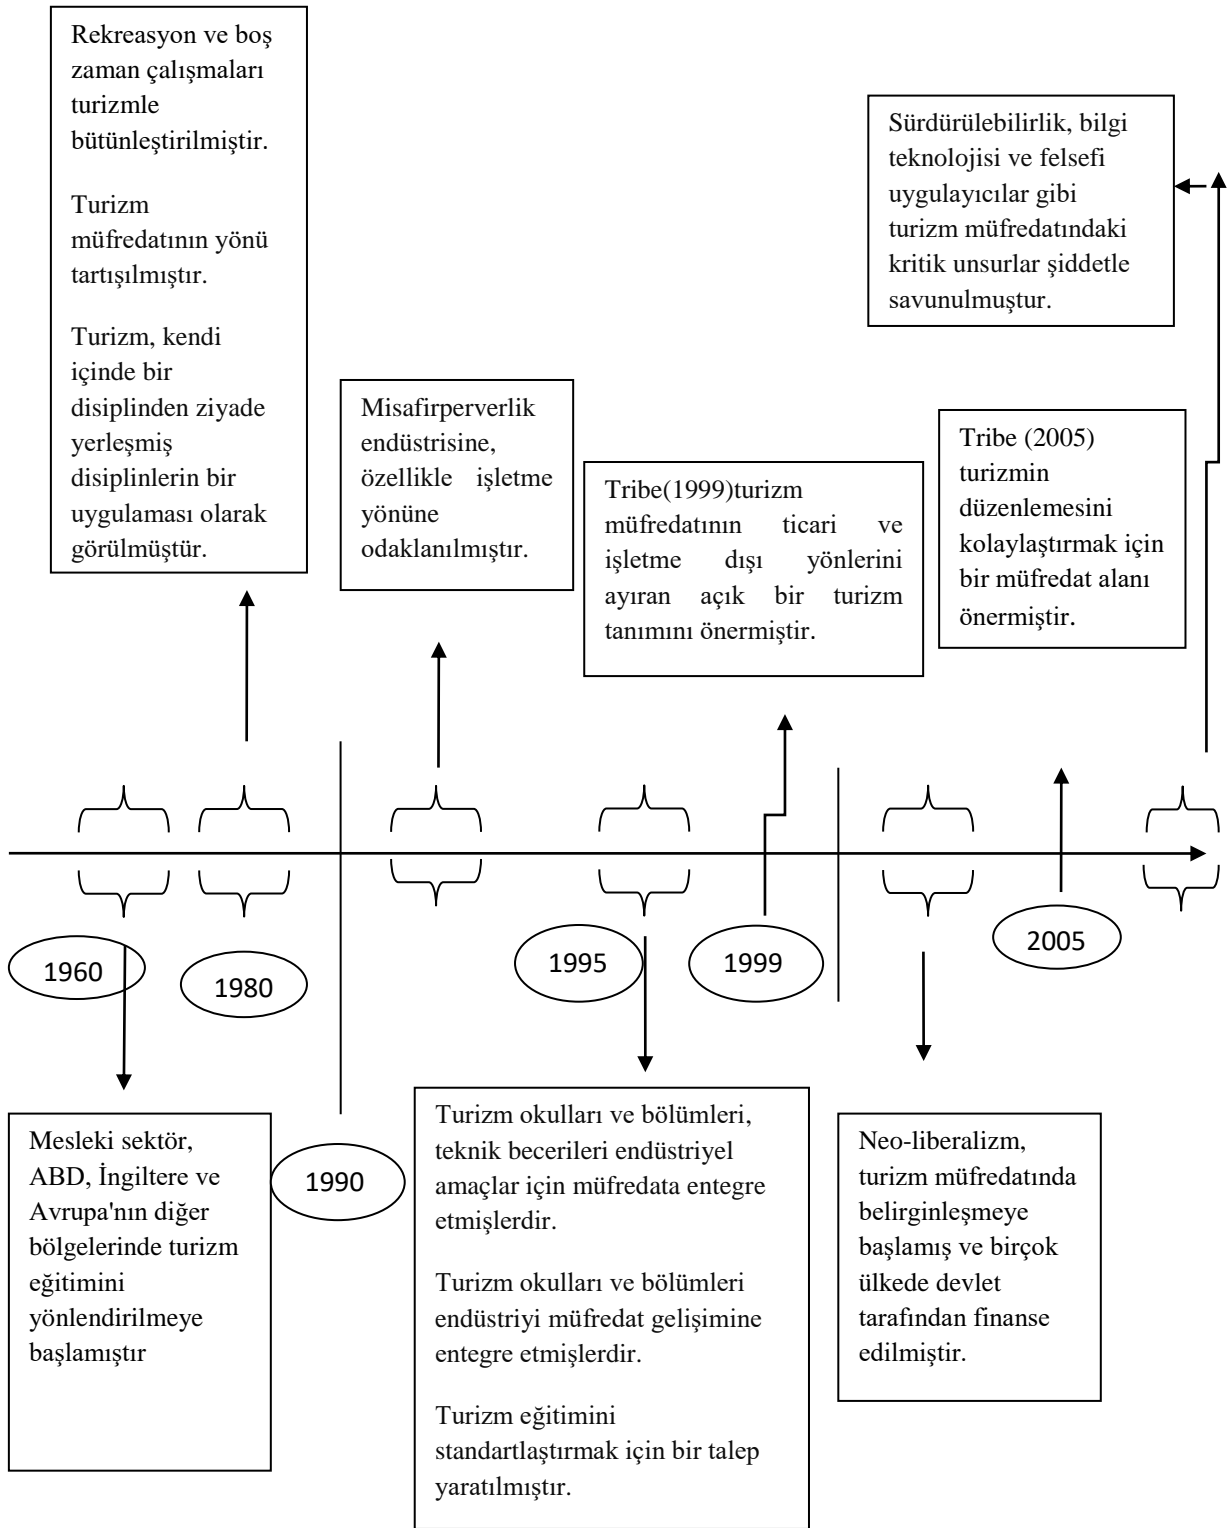 Rekreasyon ve boş
zaman çalışmaları
turizmle
bütünleştirilmiştir.
Turizm
müfredatının yönü
tartışılmıştır.
Turizm, kendi
içinde bir
disiplinden ziyade
yerleşmiş
disiplinlerin bir
uygulaması olarak
görülmüştür.
Misafirperverlik
endüstrisine,
özellikle işletme
yönüne
odaklanılmıştır.
Tribe(1999)turizm
müfredatının ticari ve
işletme dışı yönlerini
ayıran açık bir turizm
tanımını önermiştir.
Sürdürülebilirlik, bilgi
teknolojisi ve felsefi
uygulayıcılar gibi
turizm müfredatındaki
kritik unsurlar şiddetle
savunulmuştur.
Tribe (2005)
turizmin
düzenlemesini
kolaylaştırmak için
bir müfredat alanı
önermiştir.
1960
1980
1995
1999
2005
1990
Mesleki sektör,
ABD, İngiltere ve
Avrupa'nın diğer
bölgelerinde turizm
eğitimini
yönlendirilmeye
başlamıştır
Turizm okulları ve bölümleri,
teknik becerileri endüstriyel
amaçlar için müfredata entegre
etmişlerdir.
Turizm okulları ve bölümleri
endüstriyi müfredat gelişimine
entegre etmişlerdir.
Turizm eğitimini
standartlaştırmak için bir talep
yaratılmıştır.
Neo-liberalizm,
turizm müfredatında
belirginleşmeye
başlamış ve birçok
ülkede devlet
tarafından finanse
edilmiştir.